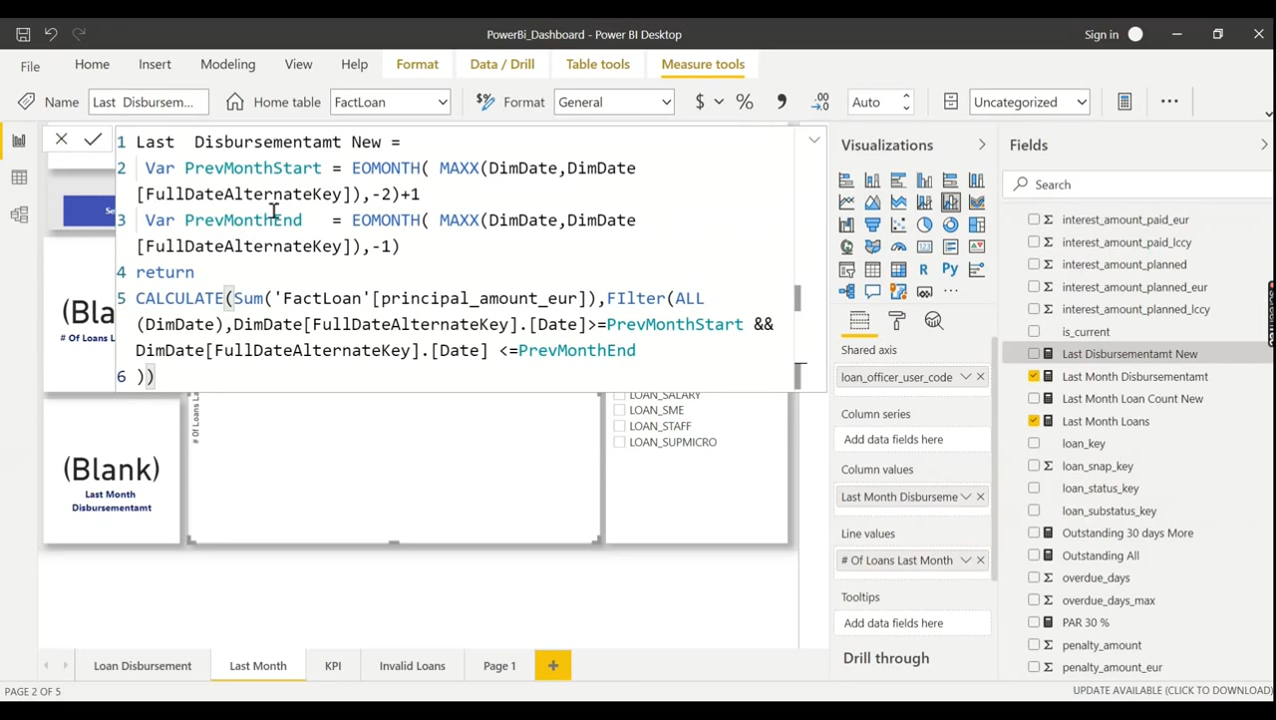 PowerBi_Dashboard - Power BI Desktop
Sign in
File
Home
Insert
Modeling
View
Help
Format
Data / Drill
Table tools
Measure tools
Name
Last Disbursem...
Home table
FactLoan
Format
General
$
%
Auto
Uncategorized
1 Last  Disbursementamt New =
2 Var PrevMonthStart = EOMONTH( MAXX(DimDate,DimDate
[FullDateAlternateKey]),-2)+1
3 Var PrevMonthEnd   = EOMONTH( MAXX(DimDate,DimDate
[FullDateAlternateKey]),-1)
4 return
5 CALCULATE(Sum('FactLoan'[principal_amount_eur]),FIlter(ALL
(DimDate),DimDate[FullDateAlternateKey].[Date]>=PrevMonthStart &&
DimDate[FullDateAlternateKey].[Date] <=PrevMonthEnd
6 ))
(Blank)
# Of Loans L
(Blank)
Last Month
Disbursementamt
# Of Loans La
LOAN_SALARY
LOAN_SME
LOAN_STAFF
LOAN_SUPMICRO
Visualizations
R
Py
Shared axis
loan_officer_user_code
Column series
Add data fields here
Column values
Last Month Disburseme
Line values
# Of Loans Last Month
Tooltips
Add data fields here
Drill through
Fields
Search
interest_amount_paid_eur
interest_amount_paid_lccy
interest_amount_planned
interest_amount_planned_eur
interest_amount_planned_lccy
is_current
Last Disbursementamt New
Last Month Disbursementamt
Last Month Loan Count New
Last Month Loans
loan_key
loan_snap_key
loan_status_key
loan_substatus_key
Outstanding 30 days More
Outstanding All
overdue_days
overdue_days_max
PAR 30 %
penalty_amount
penalty_amount_eur
Loan Disbursement
Last Month
KPI
Invalid Loans
Page 1
PAGE 2 OF 5
UPDATE AVAILABLE (CLICK TO DOWNLOAD)